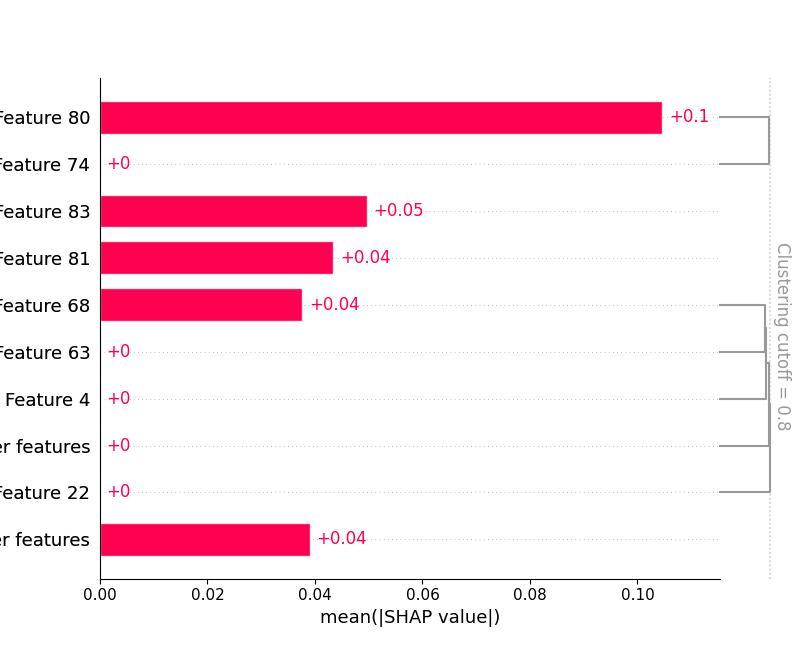 Feature 80
+0.1
Feature 74
+0
Feature 83
+0.05
Feature 81
+0.04
Feature 68
+0.04
Feature 63
+0
Feature 4
+0
features
+0
Feature 22
+0
features
+0.04
0.00 0.02 0.04 0.06 0.08 0.10
mean(|SHAP value|)
Clustering cutoff = 0.8